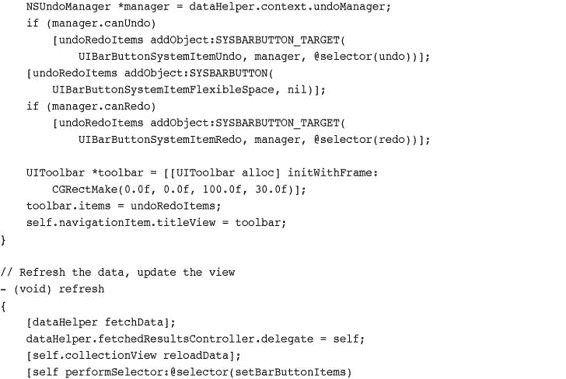 NSUndoManager *manager = dataHelper.context.undoManager;
if (manager.canUndo)
[undoRedoItems addObject:SYSBARBUTTON_TARGET(
UIBarButtonSystemItemUndo, manager, @selector(undo))];
[undoRedoItems addObject:SYSBARBUTTON(
UIBarButtonSystemItemFlexibleSpace, nil)];
if (manager.canRedo)
[undoRedoItems addObject:SYSBARBUTTON_TARGET(
UIBarButtonSystemItemRedo, manager, @selector(redo))];
UIToolbar *toolbar = [[UIToolbar alloc] initWithFrame:
CGRectMake(0.0f, 0.0f, 100.0f, 30.0f)];
toolbar.items = undoRedoItems;
self.navigationItem.titleView = toolbar;
}
// Refresh the data, update the view
- (void) refresh
{
[dataHelper fetchData];
dataHelper.fetchedResultsController.delegate = self;
[self.collectionView reloadData];
[self performSelector:@selector(setBarButtonItems)